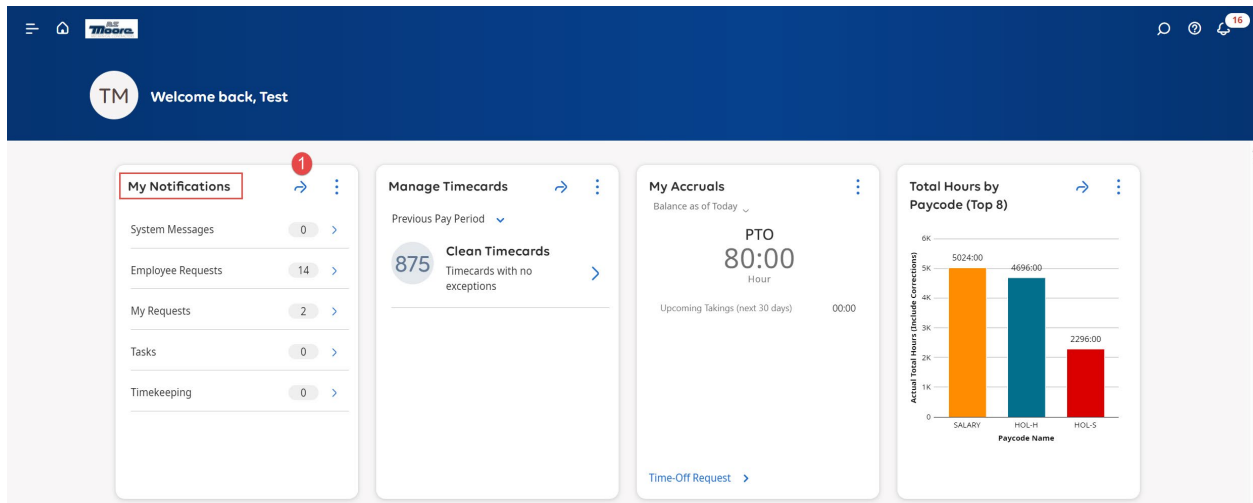 R.E.
Moore
16
TM Welcome back, Test
1
My Notifications
System Messages 0
Employee Requests 14
My Requests 2
Tasks 0
Timekeeping 0
Manage Timecards
Previous Pay Period
875
Clean Timecards
Timecards with no
exceptions
My Accruals
Balance as of Today
PTO
80:00
Hour
Upcoming Takings (next 30 days) 00:00
Time-Off Request
Total Hours by
Paycode (Top 8)
Actual Total Hours (Include Corrections)
6K
5K
4K
3K
2K
1K
0
5024:00
4696:00
2296:00
SALARY HOL-H HOL-S
Paycode Name